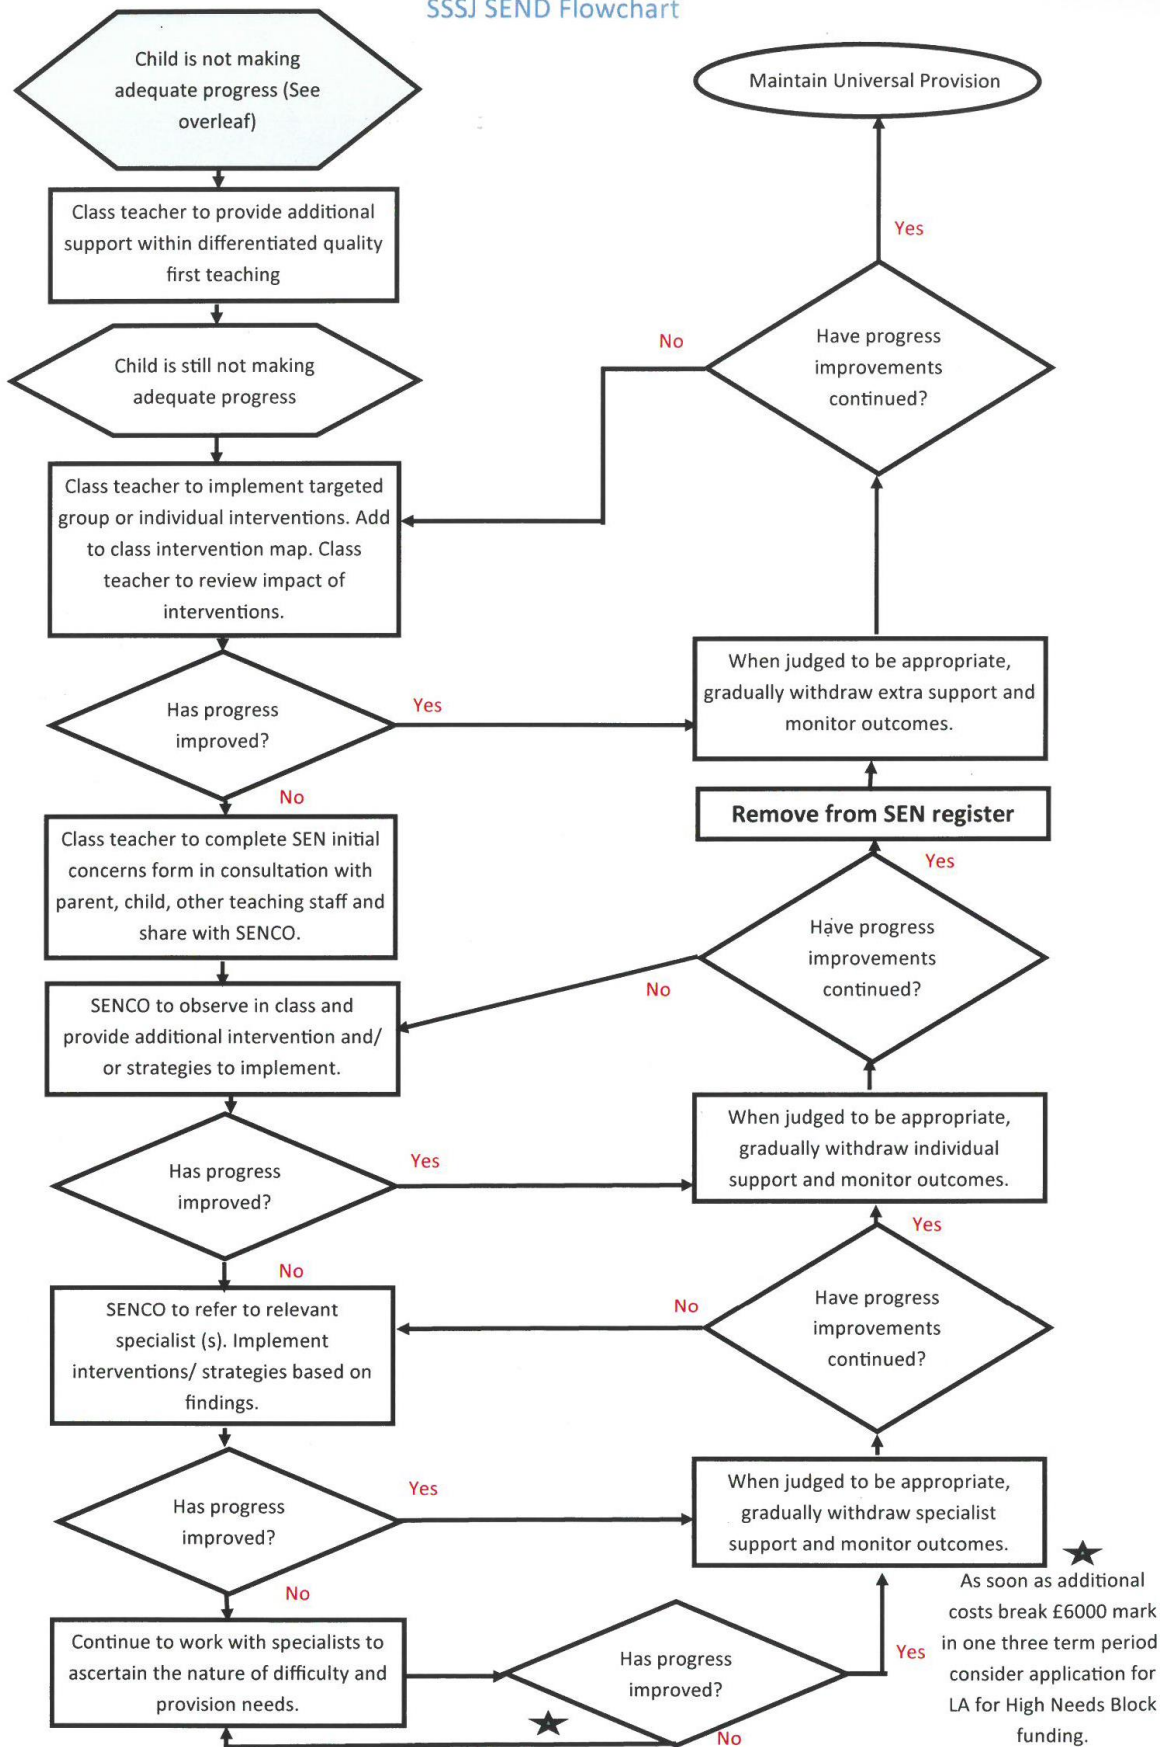 SSSJ SEND Flowchart
Child is not making
adequate progress (See
overleaf)
Maintain Universal Provision
Class teacher to provide additional
support within differentiated quality
first teaching
Yes
Child is still not making
adequate progress
No
Have progress
improvements
continued?
Class teacher to implement targeted
group or individual interventions. Add
to class intervention map. Class
teacher to review impact of
interventions.
Has progress
improved?
Yes
When judged to be appropriate,
gradually withdraw extra support and
monitor outcomes.
No
Remove from SEN register
Class teacher to complete SEN initial
concerns form in consultation with
parent, child, other teaching staff and
share with SENCO.
Yes
Have progress
improvements
continued?
No
SENCO to observe in class and
provide additional intervention and/
or strategies to implement.
Has progress
improved?
Yes
When judged to be appropriate,
gradually withdraw individual
support and monitor outcomes.
No
Yes
SENCO to refer to relevant
specialist (s). Implement
interventions/ strategies based on
findings.
No
Have progress
improvements
continued?
Has progress
improved?
Yes
When judged to be appropriate,
gradually withdraw specialist
support and monitor outcomes.
No
Continue to work with specialists to
ascertain the nature of difficulty and
provision needs.
Has progress
improved?
Yes
No
As soon as additional
costs break £6000 mark
in one three term period
consider application for
LA for High Needs Block
funding.